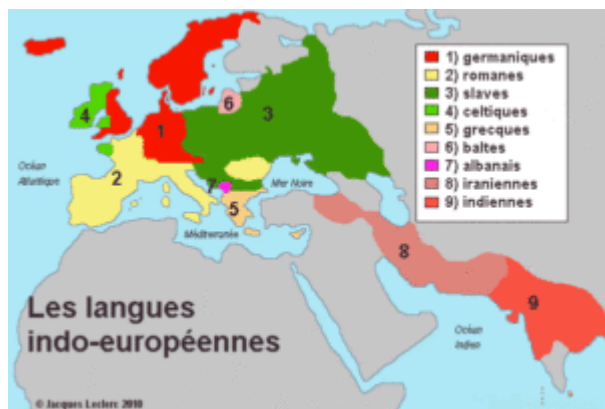 1) germaniques
2) romanes
3) slaves
4) celtiques
5) grecques
6) baltes
7) albanais
8) iraniennes
9) indiennes
4
1
6
3
2
7
5
8
9
Océan
Atlantique
Mer Noire
Méditerranée
Océan
Indien
Les langues
indo-européennes
© Jacques Leclerc 2010